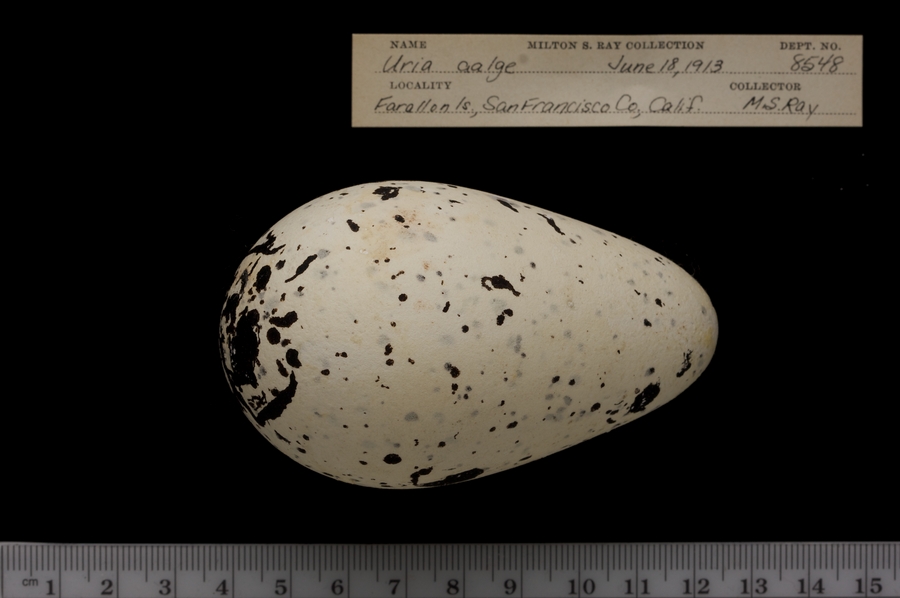 NAME MILTON S. RAY COLLECTION DEPT. NO.
Uria aalge June 18, 1913 8548
LOCALITY COLLECTOR
Farallon Is., San Francisco Co., Calif. M.S. Ray
cm 1 2 3 4 5 6 7 8 9 10 11 12 13 14 15